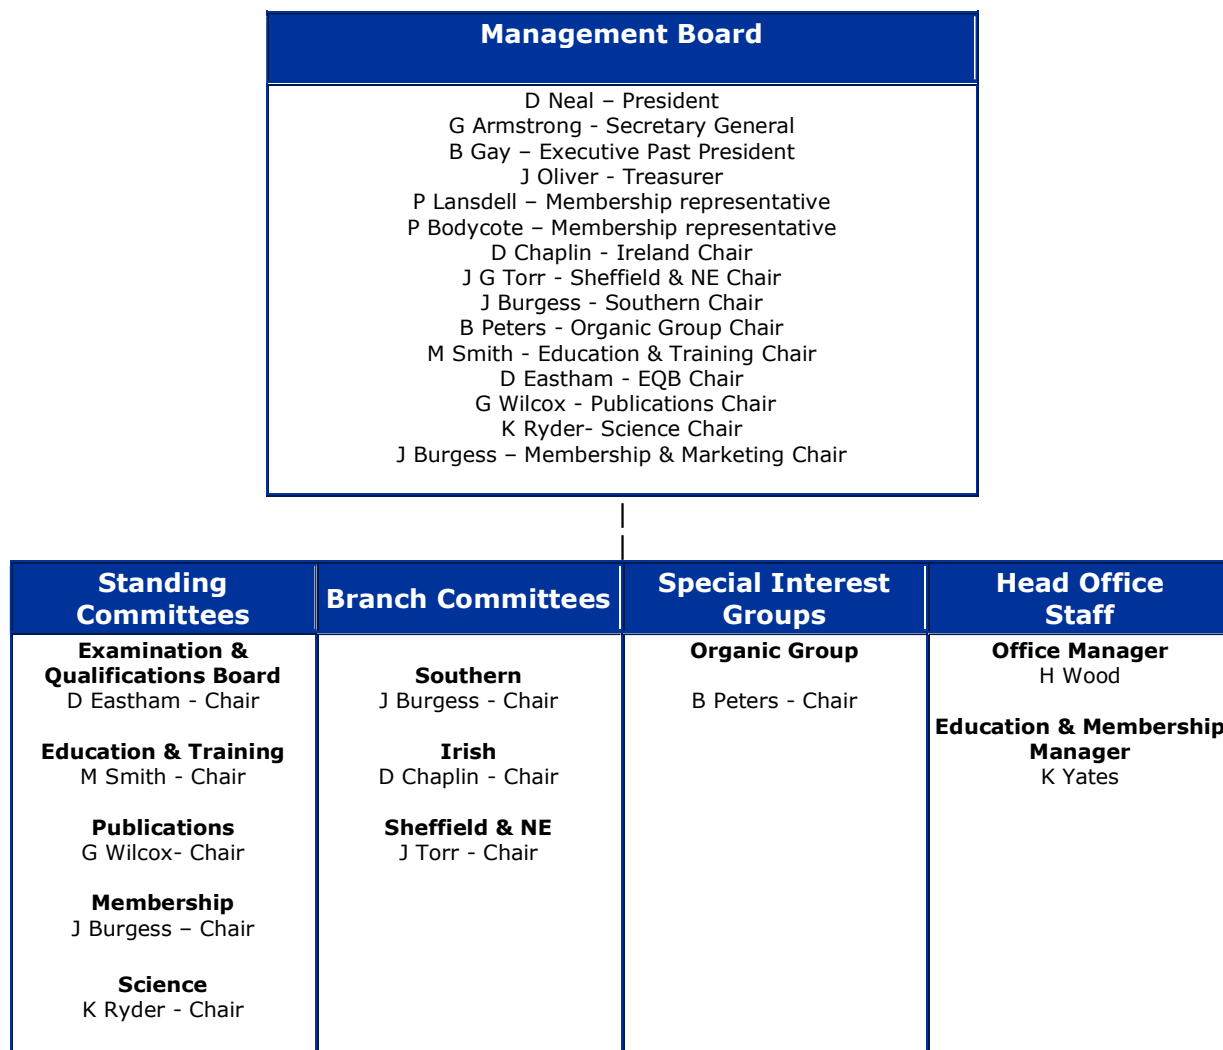 Management Board
D Neal – President
G Armstrong - Secretary General
B Gay – Executive Past President
J Oliver - Treasurer
P Lansdell – Membership representative
P Bodycote – Membership representative
D Chaplin - Ireland Chair
J G Torr - Sheffield & NE Chair
J Burgess - Southern Chair
B Peters - Organic Group Chair
M Smith - Education & Training Chair
D Eastham - EQB Chair
G Wilcox - Publications Chair
K Ryder- Science Chair
J Burgess – Membership & Marketing Chair
Standing
Committees
Examination &
Qualifications Board
D Eastham - Chair
Education & Training
M Smith - Chair
Publications
G Wilcox- Chair
Membership
J Burgess – Chair
Science
K Ryder - Chair
Branch Committees
Southern
J Burgess - Chair
Irish
D Chaplin - Chair
Sheffield & NE
J Torr - Chair
Special Interest
Groups
Organic Group
B Peters - Chair
Head Office
Staff
Office Manager
H Wood
Education & Membership
Manager
K Yates